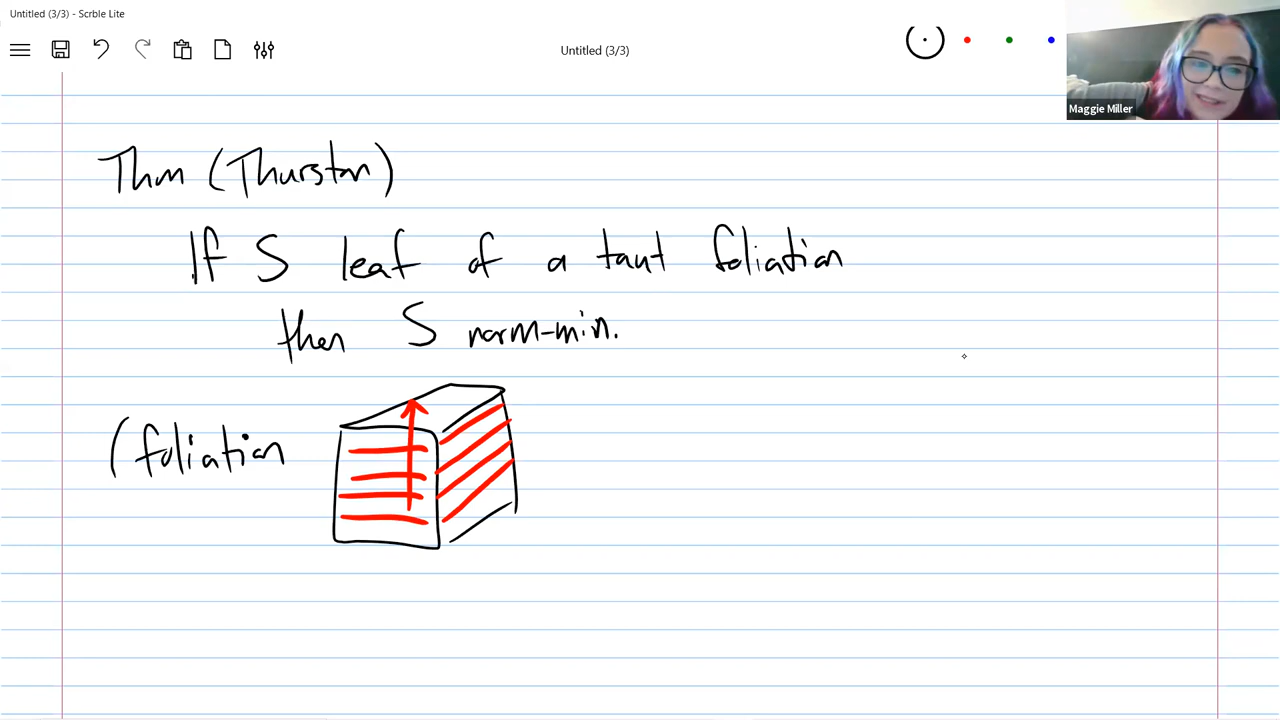 Untitled (3/3) - Scrble Lite
Untitled (3/3)
Maggie Miller
Thm (Thurston)
If S leaf of a taut foliation
then S norm-min.
(foliation